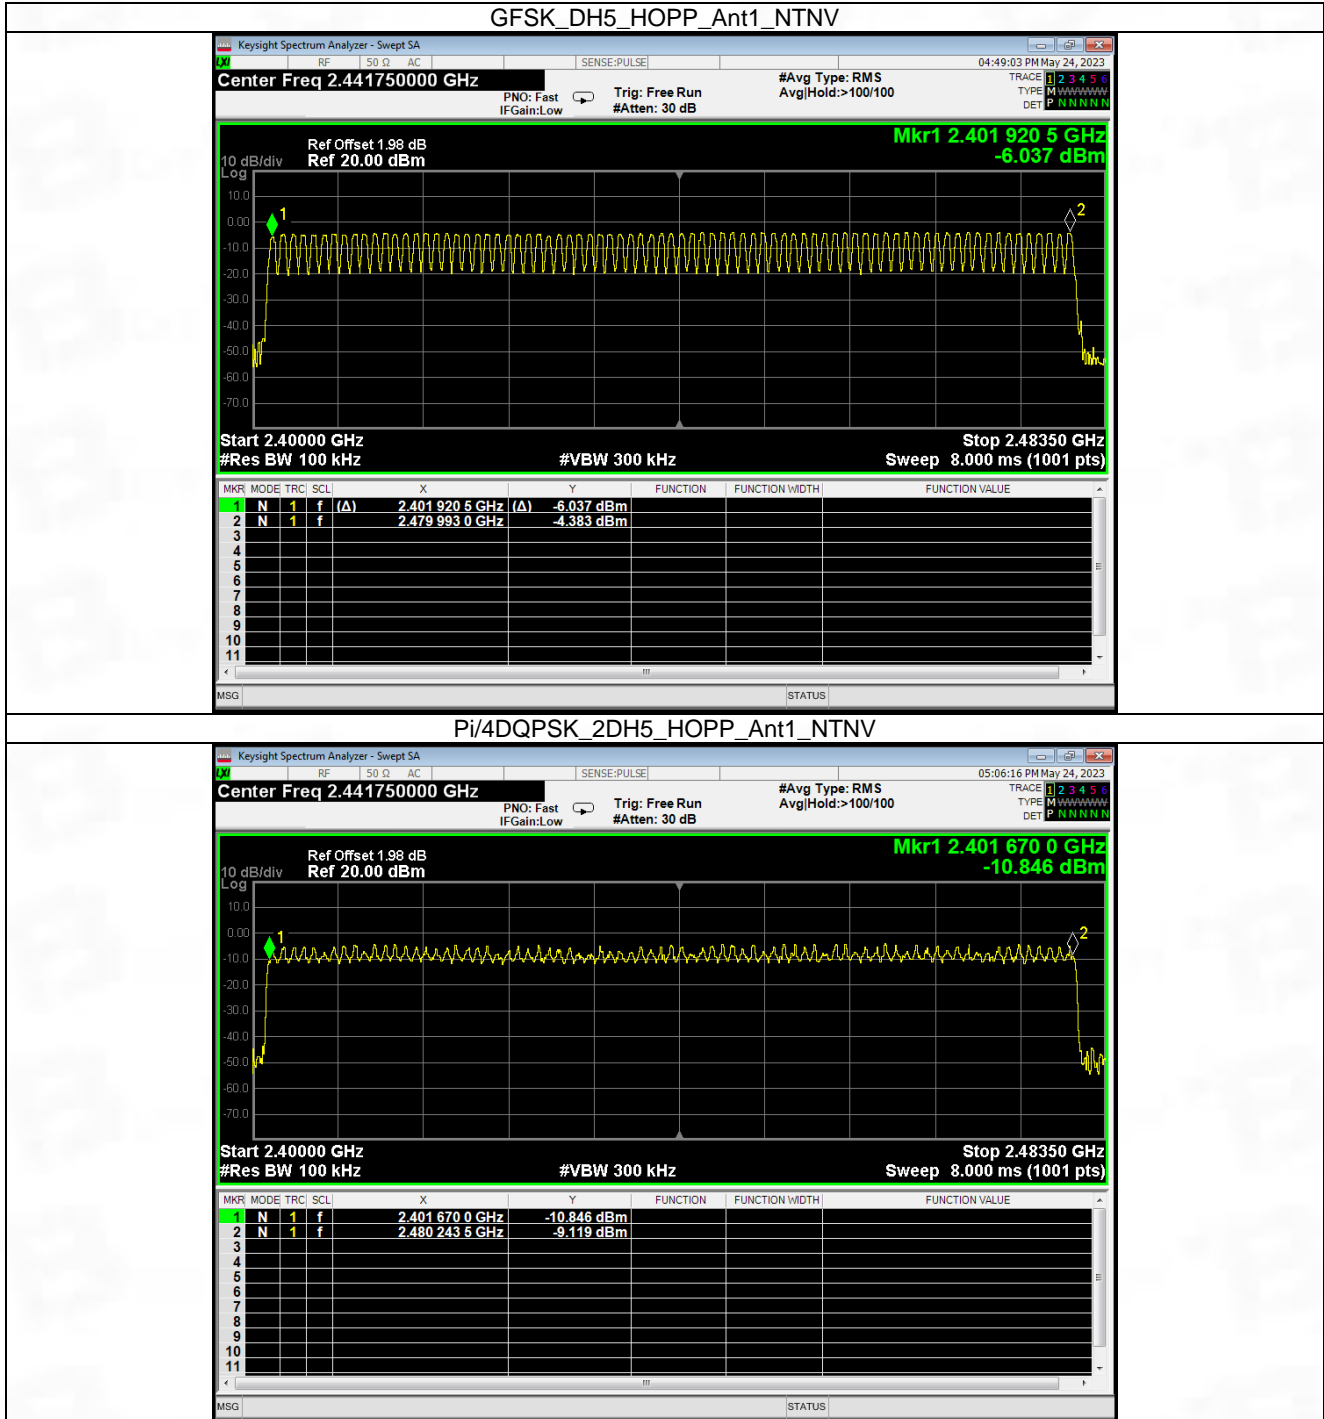 GFSK_DH5_HOPP_Ant1_NTNV
Keysight Spectrum Analyzer - Swept SA
LXI RF 50 Ω AC SENSE:PULSE 04:49:03 PM May 24, 2023
Center Freq 2.441750000 GHz #Avg Type: RMS TRACE 1 2 3 4 5 6
PNO: Fast Trig: Free Run Avg|Hold:>100/100 TYPE M WWWWW
IFGain:Low #Atten: 30 dB DET P N N N N N
Mkr1 2.401 920 5 GHz
-6.037 dBm
Ref Offset 1.98 dB
10 dB/div Ref 20.00 dBm
Log
10.0
0.00
1
2
-10.0
-20.0
-30.0
-40.0
-50.0
-60.0
-70.0
Start 2.40000 GHz Stop 2.48350 GHz
#Res BW 100 kHz #VBW 300 kHz Sweep 8.000 ms (1001 pts)
MKR MODE TRC SCL X Y FUNCTION FUNCTION WIDTH FUNCTION VALUE
1 N 1 f (Δ) 2.401 920 5 GHz (Δ) -6.037 dBm
2 N 1 f 2.479 993 0 GHz -4.383 dBm
3
4
5
6
7
8
9
10
11
MSG STATUS
Pi/4DQPSK_2DH5_HOPP_Ant1_NTNV
Keysight Spectrum Analyzer - Swept SA
LXI RF 50 Ω AC SENSE:PULSE 05:06:16 PM May 24, 2023
Center Freq 2.441750000 GHz #Avg Type: RMS TRACE 1 2 3 4 5 6
PNO: Fast Trig: Free Run Avg|Hold:>100/100 TYPE M WWWWW
IFGain:Low #Atten: 30 dB DET P N N N N N
Mkr1 2.401 670 0 GHz
-10.846 dBm
Ref Offset 1.98 dB
10 dB/div Ref 20.00 dBm
Log
10.0
0.00
1
2
-10.0
-20.0
-30.0
-40.0
-50.0
-60.0
-70.0
Start 2.40000 GHz Stop 2.48350 GHz
#Res BW 100 kHz #VBW 300 kHz Sweep 8.000 ms (1001 pts)
MKR MODE TRC SCL X Y FUNCTION FUNCTION WIDTH FUNCTION VALUE
1 N 1 f 2.401 670 0 GHz -10.846 dBm
2 N 1 f 2.480 243 5 GHz -9.119 dBm
3
4
5
6
7
8
9
10
11
MSG STATUS